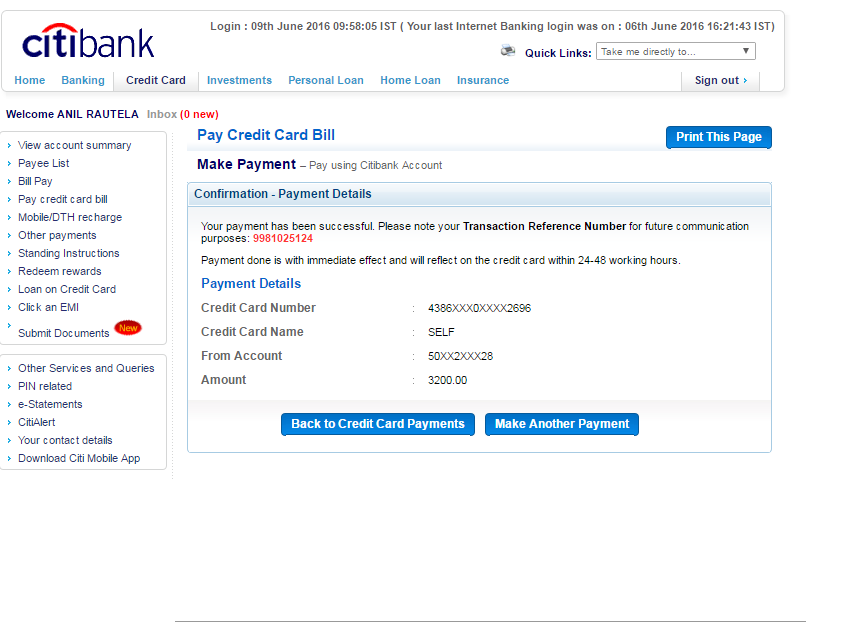 citibank
Login : 09th June 2016 09:58:05 IST ( Your last Internet Banking login was on : 06th June 2016 16:21:43 IST)
Quick Links: Take me directly to...
Home Banking Credit Card Investments Personal Loan Home Loan Insurance Sign out
Welcome ANIL RAUTELA Inbox (0 new)
View account summary
Payee List
Bill Pay
Pay credit card bill
Mobile/DTH recharge
Other payments
Standing Instructions
Redeem rewards
Loan on Credit Card
Click an EMI
Submit Documents New
Other Services and Queries
PIN related
e-Statements
CitiAlert
Your contact details
Download Citi Mobile App
Pay Credit Card Bill
Print This Page
Make Payment – Pay using Citibank Account
Confirmation - Payment Details
Your payment has been successful. Please note your Transaction Reference Number for future communication
purposes: 9981025124
Payment done is with immediate effect and will reflect on the credit card within 24-48 working hours.
Payment Details
Credit Card Number : 4386XXX0XXXX2696
Credit Card Name : SELF
From Account : 50XX2XXX28
Amount : 3200.00
Back to Credit Card Payments Make Another Payment